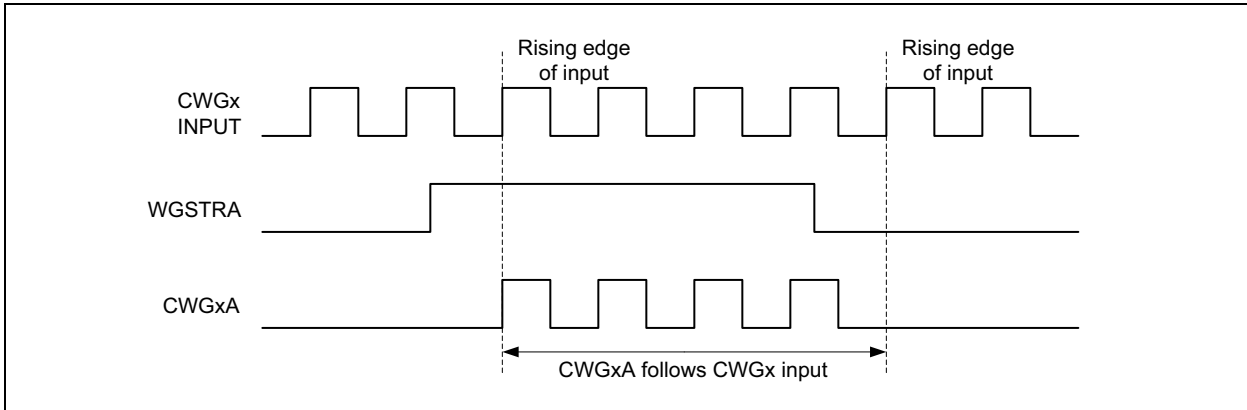 Rising edge
of input
Rising edge
of input
CWGx
INPUT
WGSTRA
CWGxA
CWGxA follows CWGx input